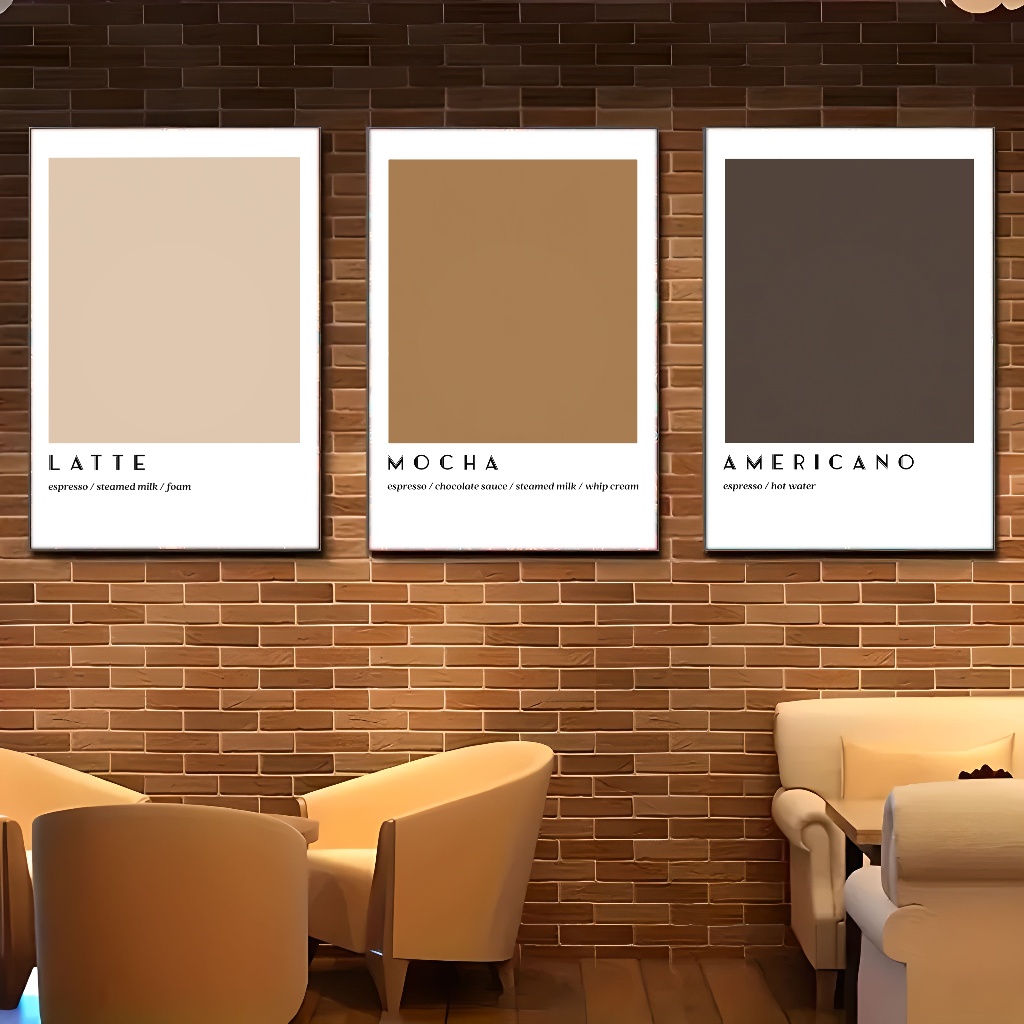 LATTE
espresso / steamed milk / foam
MOCHA
espresso / chocolate sauce / steamed milk / whip cream
AMERICANO
espresso / hot water